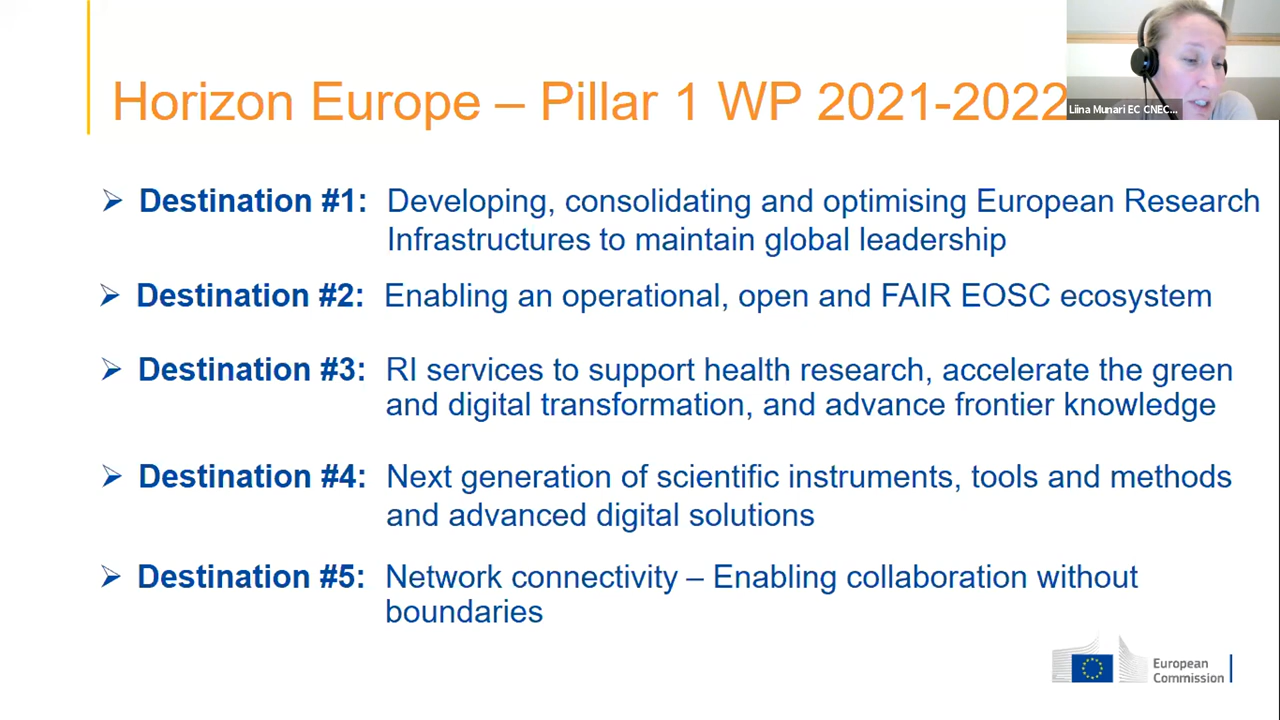 Horizon Europe – Pillar 1 WP 2021-2022
Liina Munari EC CNEC...
Destination #1: Developing, consolidating and optimising European Research
Infrastructures to maintain global leadership
Destination #2: Enabling an operational, open and FAIR EOSC ecosystem
Destination #3: RI services to support health research, accelerate the green
and digital transformation, and advance frontier knowledge
Destination #4: Next generation of scientific instruments, tools and methods
and advanced digital solutions
Destination #5: Network connectivity – Enabling collaboration without
boundaries
European
Commission